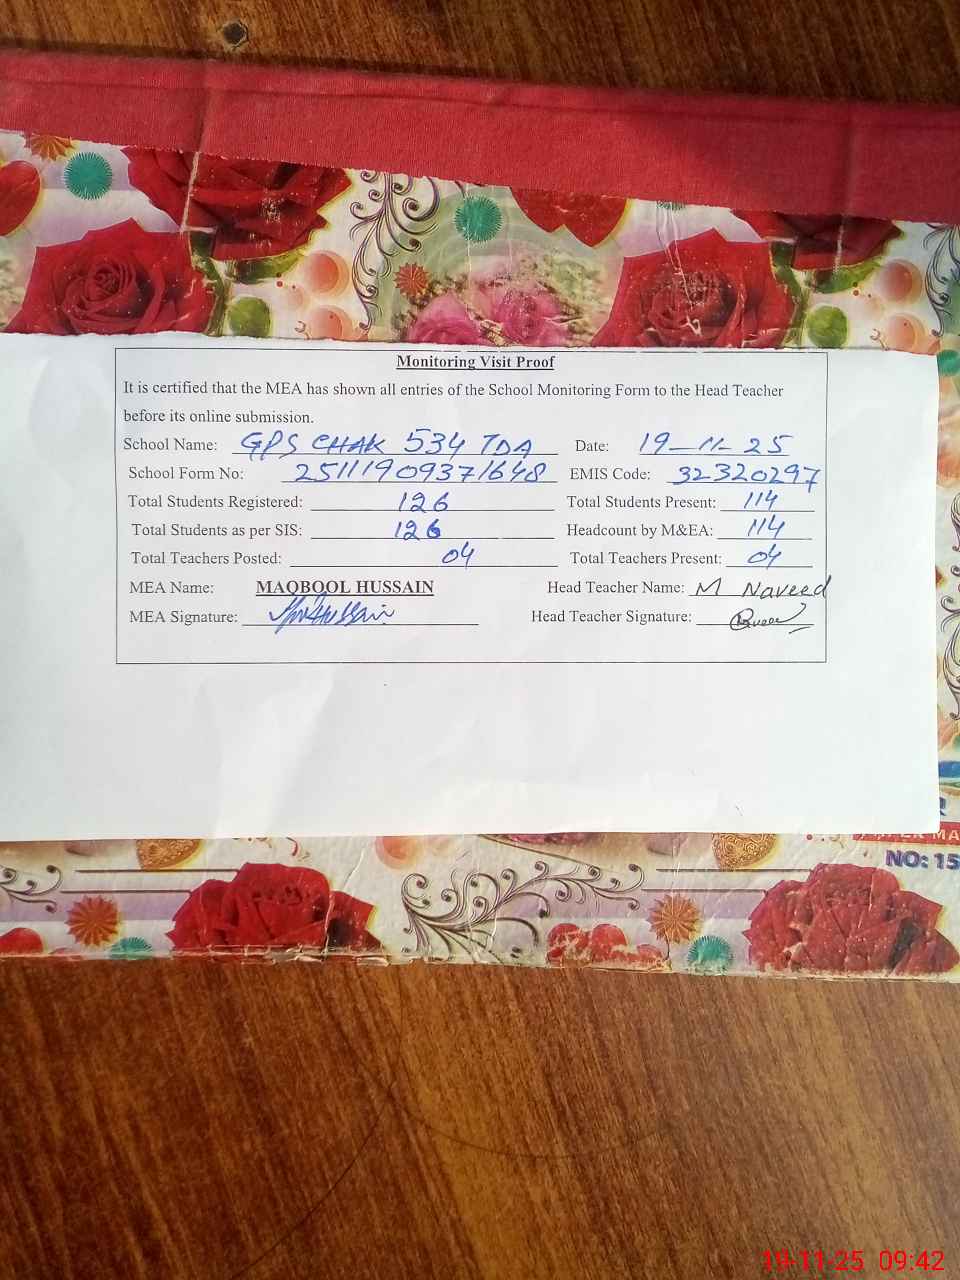 Monitoring Visit Proof
It is certified that the MEA has shown all entries of the School Monitoring Form to the Head Teacher
before its online submission.
School Name: GPS CHAK 534 TDA Date: 19-11-25
School Form No: 25111909371648 EMIS Code: 32320297
Total Students Registered: 126 Total Students Present: 114
Total Students as per SIS: 126 Headcount by M&EA: 114
Total Teachers Posted: 04 Total Teachers Present: 04
MEA Name: MAQBOOL HUSSAIN Head Teacher Name: M Naveed
MEA Signature: Hussain Head Teacher Signature:
NO: 15
19-11-25 09:42